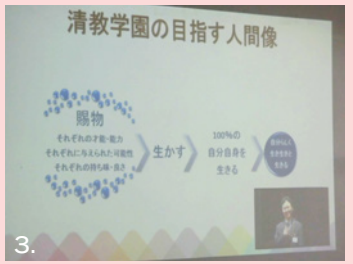 清教学園の目指す人間像
賜物
それぞれの才能・能力
それぞれに与えられた可能性
それぞれの持ち味・良さ
生かす
100%の
自分自身を
生きる
3.